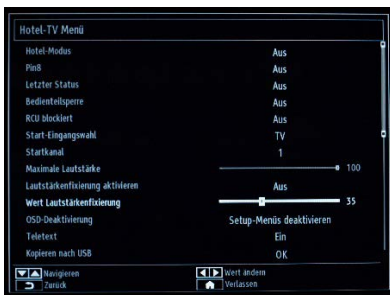 Hotel-TV Menü
Hotel-Modus Aus
Pin8 Aus
Letzter Status Aus
Bedienteilsperre Aus
RCU blockiert Aus
Start-Eingangswahl TV
Startkanal 1
Maximale Lautstärke 100
Lautstärkenfixierung aktivieren Aus
Wert Lautstärkenfixierung 35
OSD-Deaktivierung Setup-Menüs deaktivieren
Teletext Ein
Kopieren nach USB OK
Navigieren Wert ändern
Zurück Verlassen